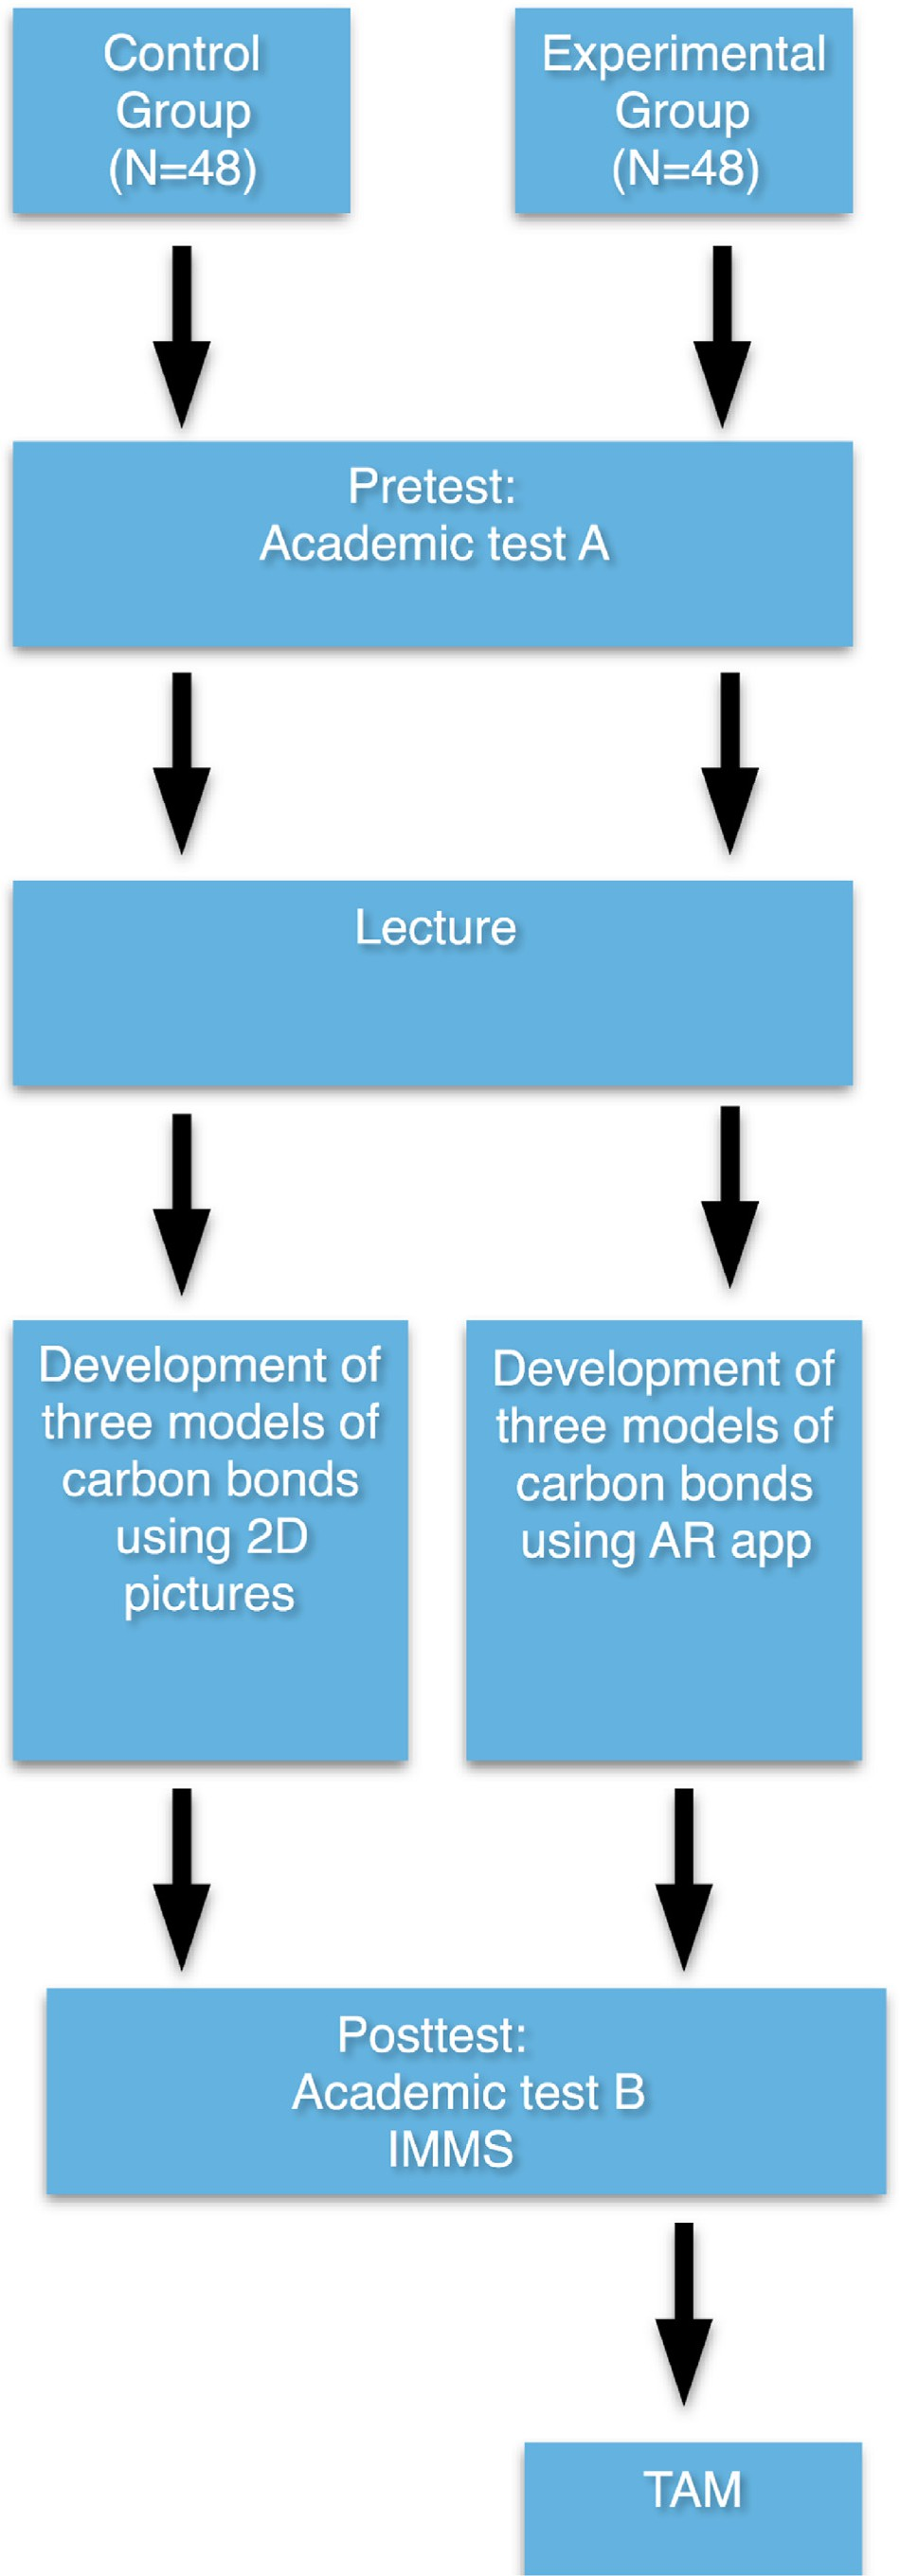 Control
Group
(N=48)
Experimental
Group
(N=48)
Pretest:
Academic test A
Lecture
Development of
three models of
carbon bonds
using 2D
pictures
Development of
three models of
carbon bonds
using AR app
Posttest:
Academic test B
IMMS
TAM